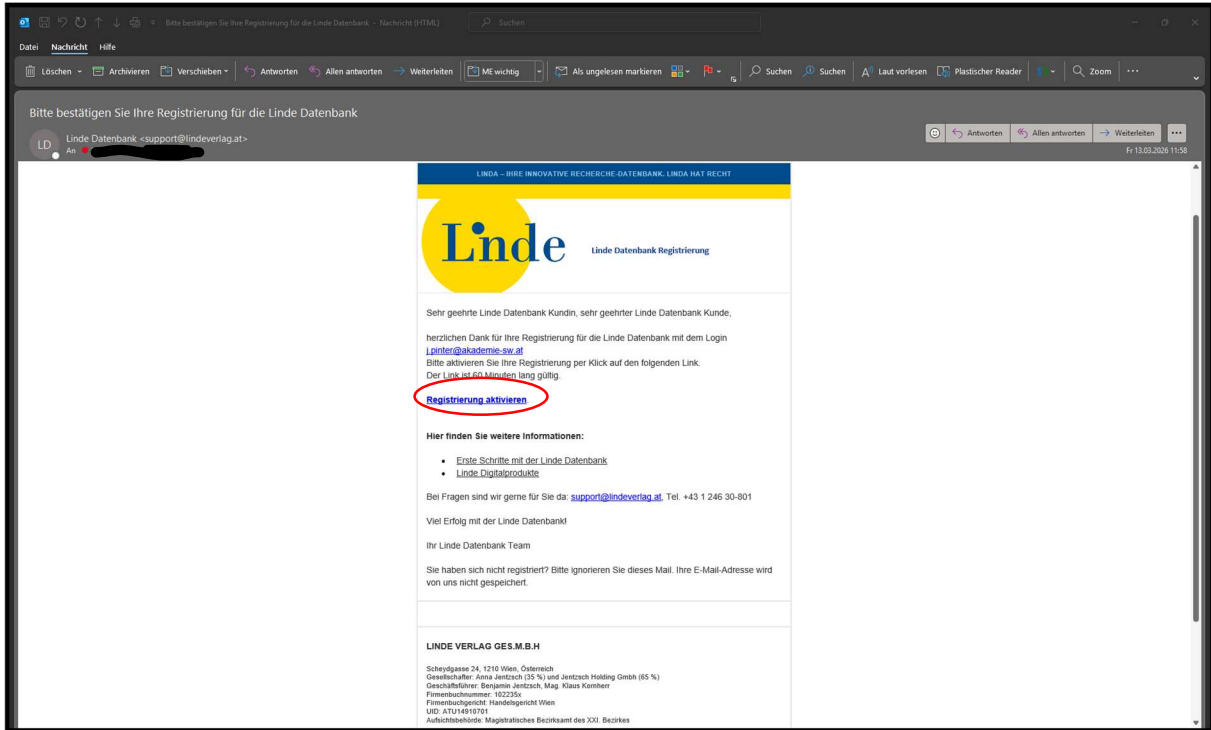 Bitte bestätigen Sie Ihre Registrierung für die Linde Datenbank - Nachricht (HTML)
Suchen
Datei Nachricht Hilfe
Löschen Archivieren Verschieben Antworten Allen antworten Weiterleiten ME wichtig Als ungelesen markieren Suchen Suchen Laut vorlesen Plastischer Reader Zoom ...
Bitte bestätigen Sie Ihre Registrierung für die Linde Datenbank
LD
Linde Datenbank <support@lindeverlag.at>
An
Antworten Allen antworten Weiterleiten ...
Fr 13.03.2026 11:58
LINDA – IHRE INNOVATIVE RECHERCHE-DATENBANK. LINDA HAT RECHT
Linde
Linde Datenbank Registrierung
Sehr geehrte Linde Datenbank Kundin, sehr geehrter Linde Datenbank Kunde,
herzlichen Dank für Ihre Registrierung für die Linde Datenbank mit dem Login
j.pinter@akademie-sw.at
Bitte aktivieren Sie Ihre Registrierung per Klick auf den folgenden Link.
Der Link ist 60 Minuten lang gültig.
Registrierung aktivieren.
Hier finden Sie weitere Informationen:
• Erste Schritte mit der Linde Datenbank
• Linde Digitalprodukte
Bei Fragen sind wir gerne für Sie da: support@lindeverlag.at, Tel. +43 1 246 30-801
Viel Erfolg mit der Linde Datenbank!
Ihr Linde Datenbank Team
Sie haben sich nicht registriert? Bitte ignorieren Sie dieses Mail. Ihre E-Mail-Adresse wird
von uns nicht gespeichert.
LINDE VERLAG GES.M.B.H
Scheydgasse 24, 1210 Wien, Österreich
Gesellschafter: Anna Jentzsch (35 %) und Jentzsch Holding Gmbh (65 %)
Geschäftsführer: Benjamin Jentzsch, Mag. Klaus Kornherr
Firmenbuchnummer: 102235x
Firmenbuchgericht: Handelsgericht Wien
UID: ATU14910701
Aufsichtsbehörde: Magistratisches Bezirksamt des XXI. Bezirkes